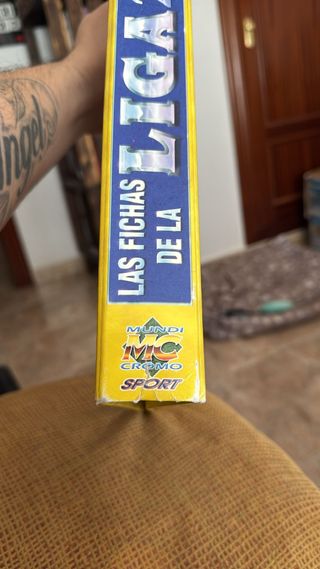 LAS FICHAS
DE LA
LIGA
MUNDI
MC
CROMO
SPORT